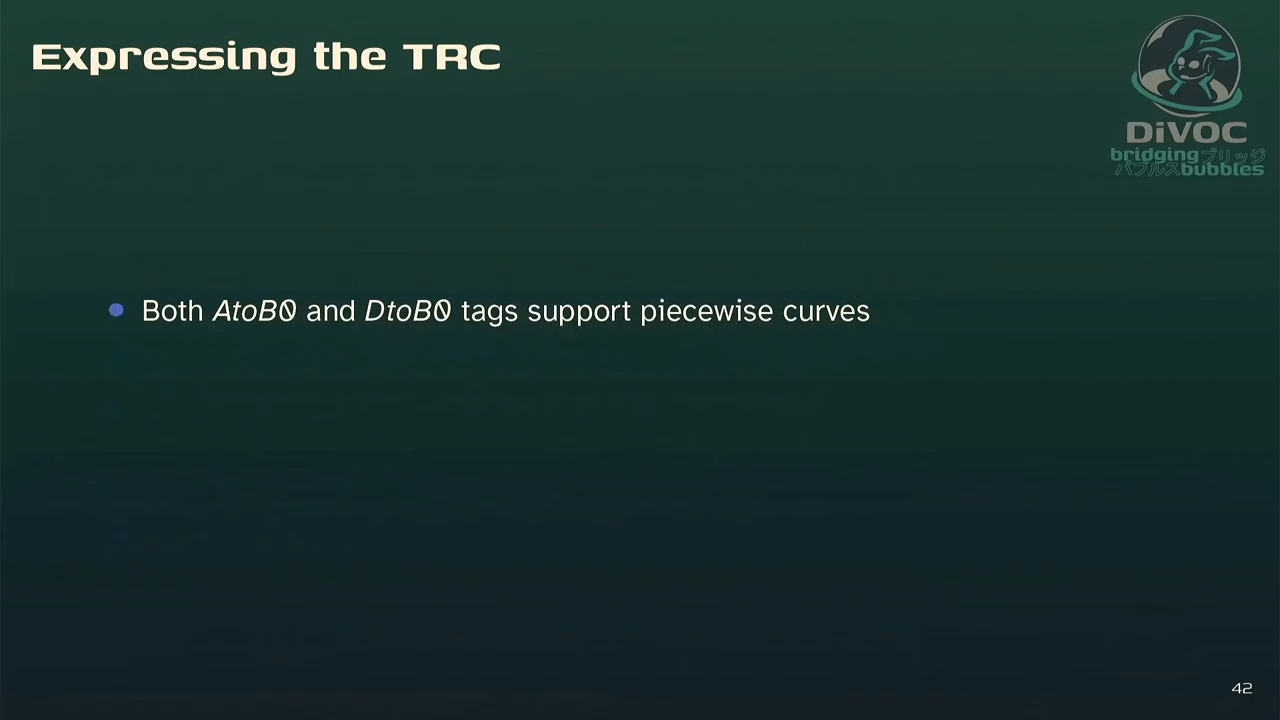 Expressing the TRC
DiVOC
bridgingブリッジ
バブルスbubbles
Both AtoB0 and DtoB0 tags support piecewise curves
42